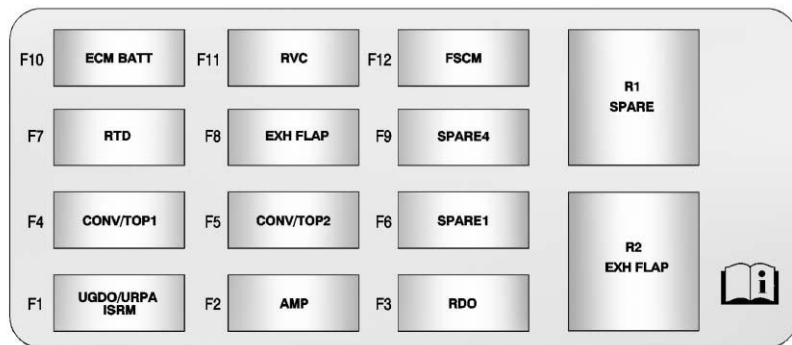 F10 ECM BATT F11 RVC F12 FSCM
R1
SPARE
F7 RTD F8 EXH FLAP F9 SPARE4
F4 CONV/TOP1 F5 CONV/TOP2 F6 SPARE1
R2
EXH FLAP
F1 UGDO/URPA
ISRM
F2 AMP F3 RDO
i